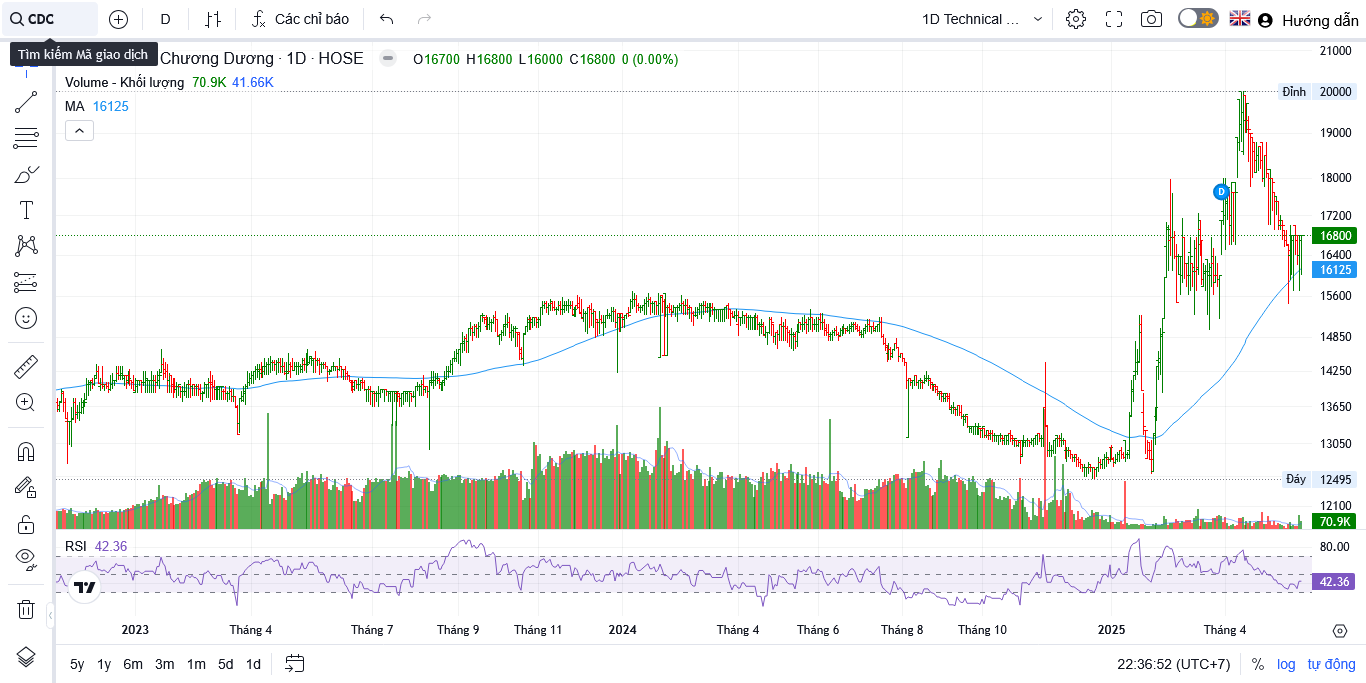 CDC
D
Các chỉ báo
1D Technical ...
Hướng dẫn
Tìm kiếm Mã giao dịch
Chương Dương · 1D · HOSE
O16700 H16800 L16000 C16800 0 (0.00%)
Volume - Khối lượng 70.9K 41.66K
MA 16125
21000
Đỉnh 20000
19000
18000
D
17200
16800
16400
16125
15600
14850
14250
13650
13050
Đáy 12495
12100
70.9K
RSI 42.36
80.00
42.36
2023 Tháng 4 Tháng 7 Tháng 9 Tháng 11 2024 Tháng 4 Tháng 6 Tháng 8 Tháng 10 2025 Tháng 4
5y 1y 6m 3m 1m 5d 1d
22:36:52 (UTC+7) % log tự động